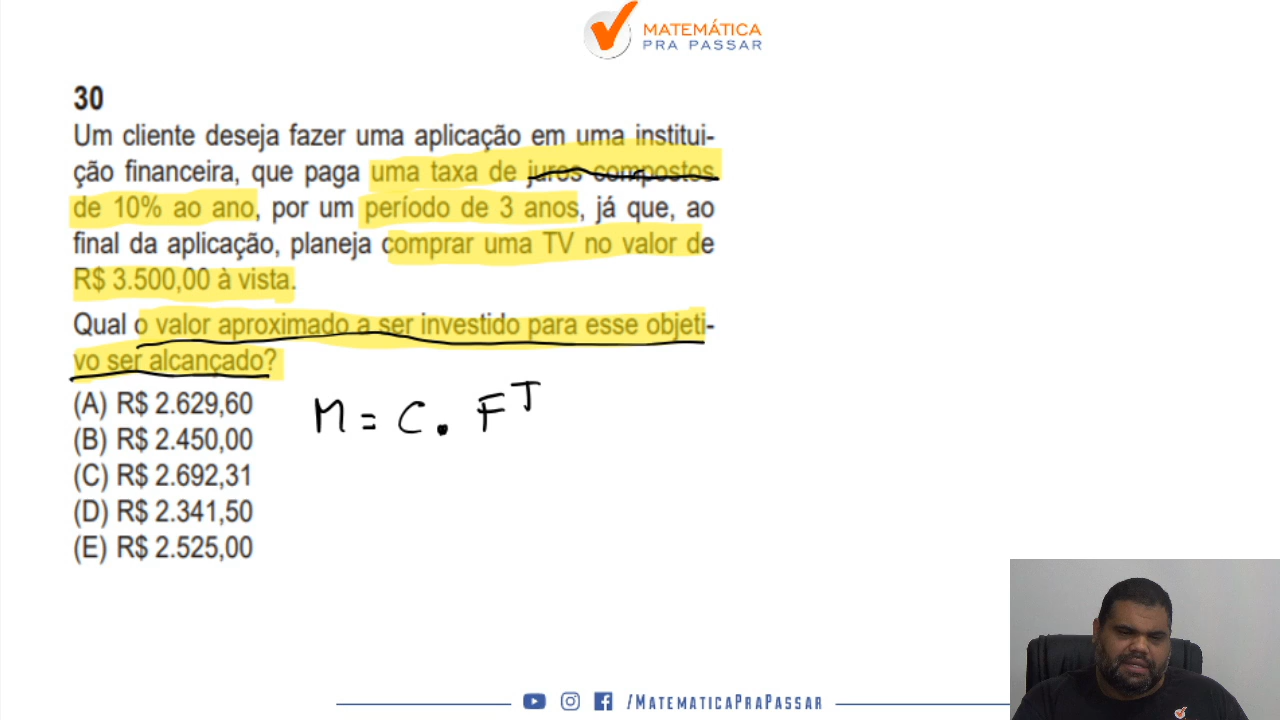 MATEMÁTICA
PRA PASSAR
30
Um cliente deseja fazer uma aplicação em uma institui-
ção financeira, que paga uma taxa de juros compostos
de 10% ao ano, por um período de 3 anos, já que, ao
final da aplicação, planeja comprar uma TV no valor de
R$ 3.500,00 à vista.
Qual o valor aproximado a ser investido para esse objeti-
vo ser alcançado?
(A) R$ 2.629,60
(B) R$ 2.450,00
(C) R$ 2.692,31
(D) R$ 2.341,50
(E) R$ 2.525,00
M = C . F^T
/MATEMATICAPRAPASSAR